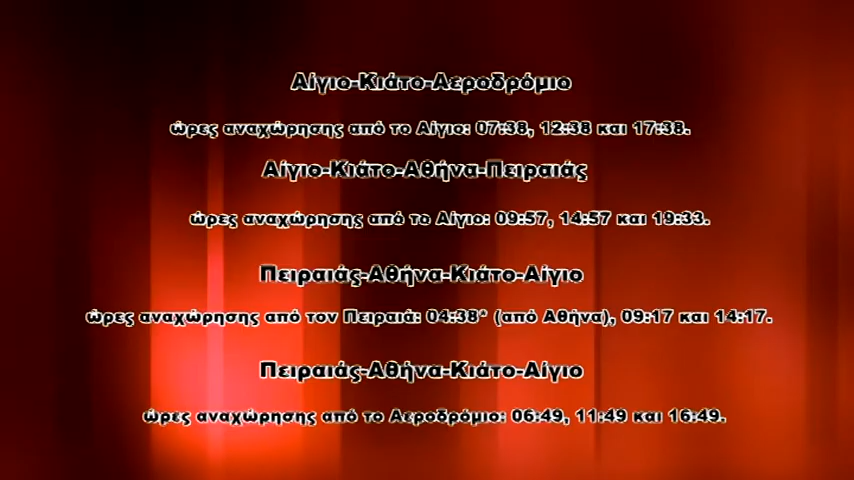 Αίγιο-Κιάτο-Αεροδρόμιο
ώρες αναχώρησης από το Αίγιο: 07:38, 12:38 και 17:38.
Αίγιο-Κιάτο-Αθήνα-Πειραιάς
ώρες αναχώρησης από το Αίγιο: 09:57, 14:57 και 19:33.
Πειραιάς-Αθήνα-Κιάτο-Αίγιο
ώρες αναχώρησης από τον Πειραιά: 04:38* (από Αθήνα), 09:17 και 14:17.
Πειραιάς-Αθήνα-Κιάτο-Αίγιο
ώρες αναχώρησης από το Αεροδρόμιο: 06:49, 11:49 και 16:49.